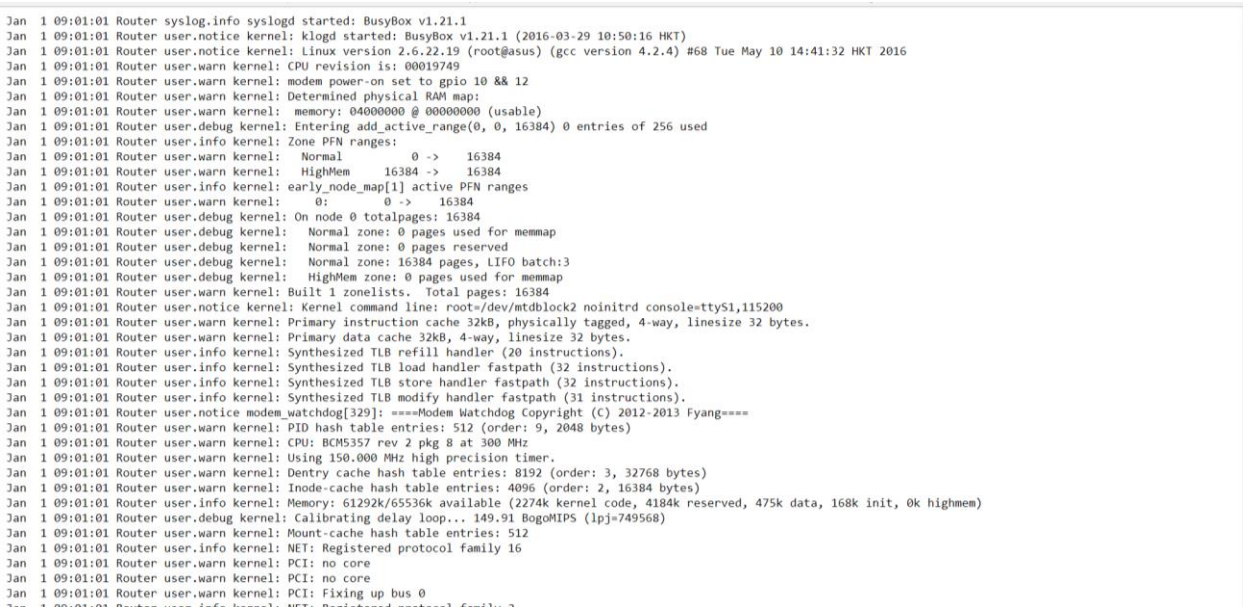 Jan  1 09:01:01 Router syslog.info syslogd started: BusyBox v1.21.1
Jan  1 09:01:01 Router user.notice kernel: klogd started: BusyBox v1.21.1 (2016-03-29 10:50:16 HKT)
Jan  1 09:01:01 Router user.notice kernel: Linux version 2.6.22.19 (root@asus) (gcc version 4.2.4) #68 Tue May 10 14:41:32 HKT 2016
Jan  1 09:01:01 Router user.warn kernel: CPU revision is: 00019749
Jan  1 09:01:01 Router user.warn kernel: modem power-on set to gpio 10 && 12
Jan  1 09:01:01 Router user.warn kernel: Determined physical RAM map:
Jan  1 09:01:01 Router user.warn kernel:  memory: 04000000 @ 00000000 (usable)
Jan  1 09:01:01 Router user.debug kernel: Entering add_active_range(0, 0, 16384) 0 entries of 256 used
Jan  1 09:01:01 Router user.info kernel: Zone PFN ranges:
Jan  1 09:01:01 Router user.warn kernel:   Normal          0 ->    16384
Jan  1 09:01:01 Router user.warn kernel:   HighMem     16384 ->    16384
Jan  1 09:01:01 Router user.info kernel: early_node_map[1] active PFN ranges
Jan  1 09:01:01 Router user.warn kernel:     0:        0 ->    16384
Jan  1 09:01:01 Router user.debug kernel: On node 0 totalpages: 16384
Jan  1 09:01:01 Router user.debug kernel:   Normal zone: 0 pages used for memmap
Jan  1 09:01:01 Router user.debug kernel:   Normal zone: 0 pages reserved
Jan  1 09:01:01 Router user.debug kernel:   Normal zone: 16384 pages, LIFO batch:3
Jan  1 09:01:01 Router user.debug kernel:   HighMem zone: 0 pages used for memmap
Jan  1 09:01:01 Router user.warn kernel: Built 1 zonelists.  Total pages: 16384
Jan  1 09:01:01 Router user.notice kernel: Kernel command line: root=/dev/mtdblock2 noinitrd console=ttyS1,115200
Jan  1 09:01:01 Router user.warn kernel: Primary instruction cache 32kB, physically tagged, 4-way, linesize 32 bytes.
Jan  1 09:01:01 Router user.warn kernel: Primary data cache 32kB, 4-way, linesize 32 bytes.
Jan  1 09:01:01 Router user.info kernel: Synthesized TLB refill handler (20 instructions).
Jan  1 09:01:01 Router user.info kernel: Synthesized TLB load handler fastpath (32 instructions).
Jan  1 09:01:01 Router user.info kernel: Synthesized TLB store handler fastpath (32 instructions).
Jan  1 09:01:01 Router user.info kernel: Synthesized TLB modify handler fastpath (31 instructions).
Jan  1 09:01:01 Router user.notice modem_watchdog[329]: ====Modem Watchdog Copyright (C) 2012-2013 Fyang====
Jan  1 09:01:01 Router user.warn kernel: PID hash table entries: 512 (order: 9, 2048 bytes)
Jan  1 09:01:01 Router user.warn kernel: CPU: BCM5357 rev 2 pkg 8 at 300 MHz
Jan  1 09:01:01 Router user.warn kernel: Using 150.000 MHz high precision timer.
Jan  1 09:01:01 Router user.warn kernel: Dentry cache hash table entries: 8192 (order: 3, 32768 bytes)
Jan  1 09:01:01 Router user.warn kernel: Inode-cache hash table entries: 4096 (order: 2, 16384 bytes)
Jan  1 09:01:01 Router user.info kernel: Memory: 61292k/65536k available (2274k kernel code, 4184k reserved, 475k data, 168k init, 0k highmem)
Jan  1 09:01:01 Router user.debug kernel: Calibrating delay loop... 149.91 BogoMIPS (lpj=749568)
Jan  1 09:01:01 Router user.warn kernel: Mount-cache hash table entries: 512
Jan  1 09:01:01 Router user.info kernel: NET: Registered protocol family 16
Jan  1 09:01:01 Router user.warn kernel: PCI: no core
Jan  1 09:01:01 Router user.warn kernel: PCI: no core
Jan  1 09:01:01 Router user.warn kernel: PCI: Fixing up bus 0